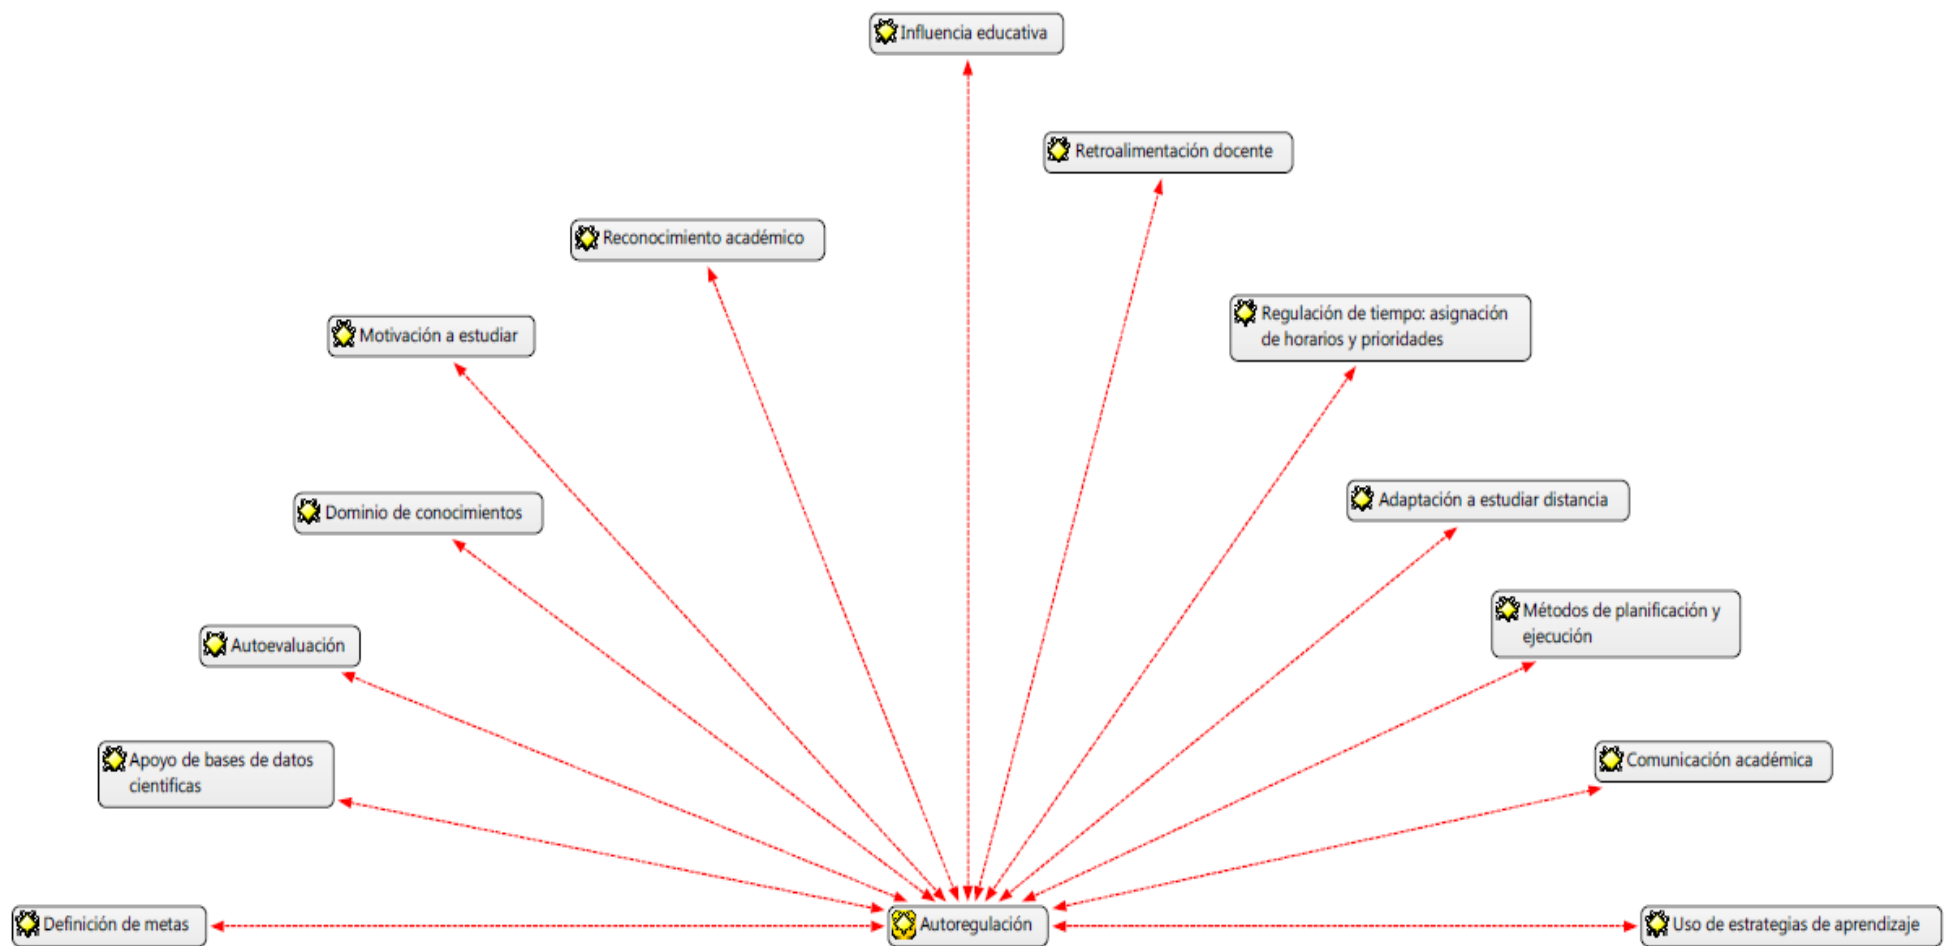 Influencia educativa
Retroalimentación docente
Reconocimiento académico
Regulación de tiempo: asignación
de horarios y prioridades
Motivación a estudiar
Adaptación a estudiar distancia
Dominio de conocimientos
Métodos de planificación y
ejecución
Autoevaluación
Apoyo de bases de datos
cientificas
Comunicación académica
Definición de metas
Autoregulación
Uso de estrategias de aprendizaje